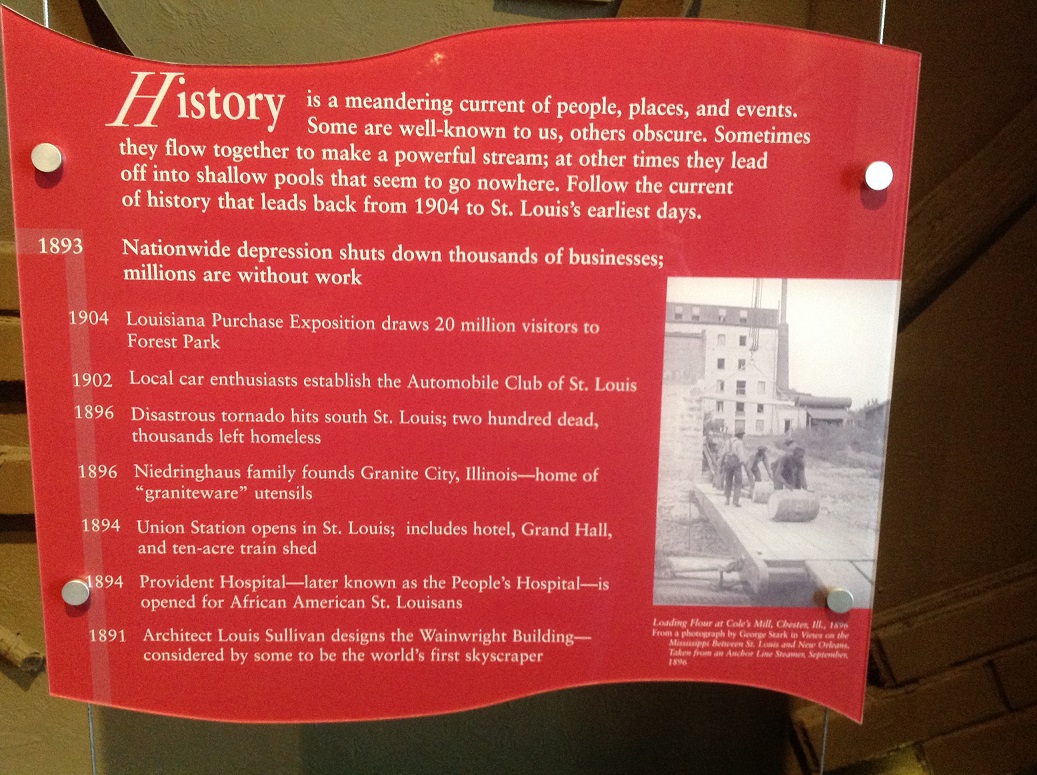 History is a meandering current of people, places, and events.
Some are well-known to us, others obscure. Sometimes
they flow together to make a powerful stream; at other times they lead
off into shallow pools that seem to go nowhere. Follow the current
of history that leads back from 1904 to St. Louis's earliest days.
1893 Nationwide depression shuts down thousands of businesses;
millions are without work
1904 Louisiana Purchase Exposition draws 20 million visitors to
Forest Park
1902 Local car enthusiasts establish the Automobile Club of St. Louis
1896 Disastrous tornado hits south St. Louis; two hundred dead,
thousands left homeless
1896 Niedringhaus family founds Granite City, Illinois—home of
“graniteware” utensils
1894 Union Station opens in St. Louis; includes hotel, Grand Hall,
and ten-acre train shed
1894 Provident Hospital—later known as the People's Hospital—is
opened for African American St. Louisans
1891 Architect Louis Sullivan designs the Wainwright Building—
considered by some to be the world's first skyscraper
Loading Flour at Cole's Mill, Chester, Ill., 1896
From a photograph by George Stark in Views on the
Mississippi Between St. Louis and New Orleans,
Taken from an Anchor Line Steamer, September,
1896